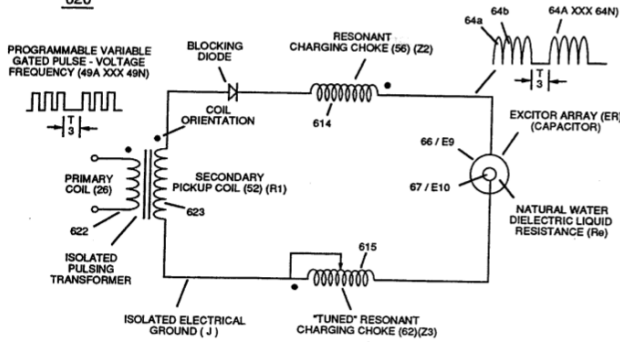 620
PROGRAMMABLE VARIABLE
GATED PULSE - VOLTAGE
FREQUENCY (49A XXX 49N)
T
3
BLOCKING
DIODE
RESONANT
CHARGING CHOKE (56) (Z2)
614
64a
64b
64A XXX 64N)
T
3
COIL
ORIENTATION
EXCITOR ARRAY (ER)
(CAPACITOR)
66 / E9
67 / E10
PRIMARY
COIL (26)
SECONDARY
PICKUP COIL (52) (R1)
623
622
NATURAL WATER
DIELECTRIC LIQUID
RESISTANCE (Re)
ISOLATED
PULSING
TRANSFORMER
615
ISOLATED ELECTRICAL
GROUND ( J )
"TUNED" RESONANT
CHARGING CHOKE (62)(Z3)